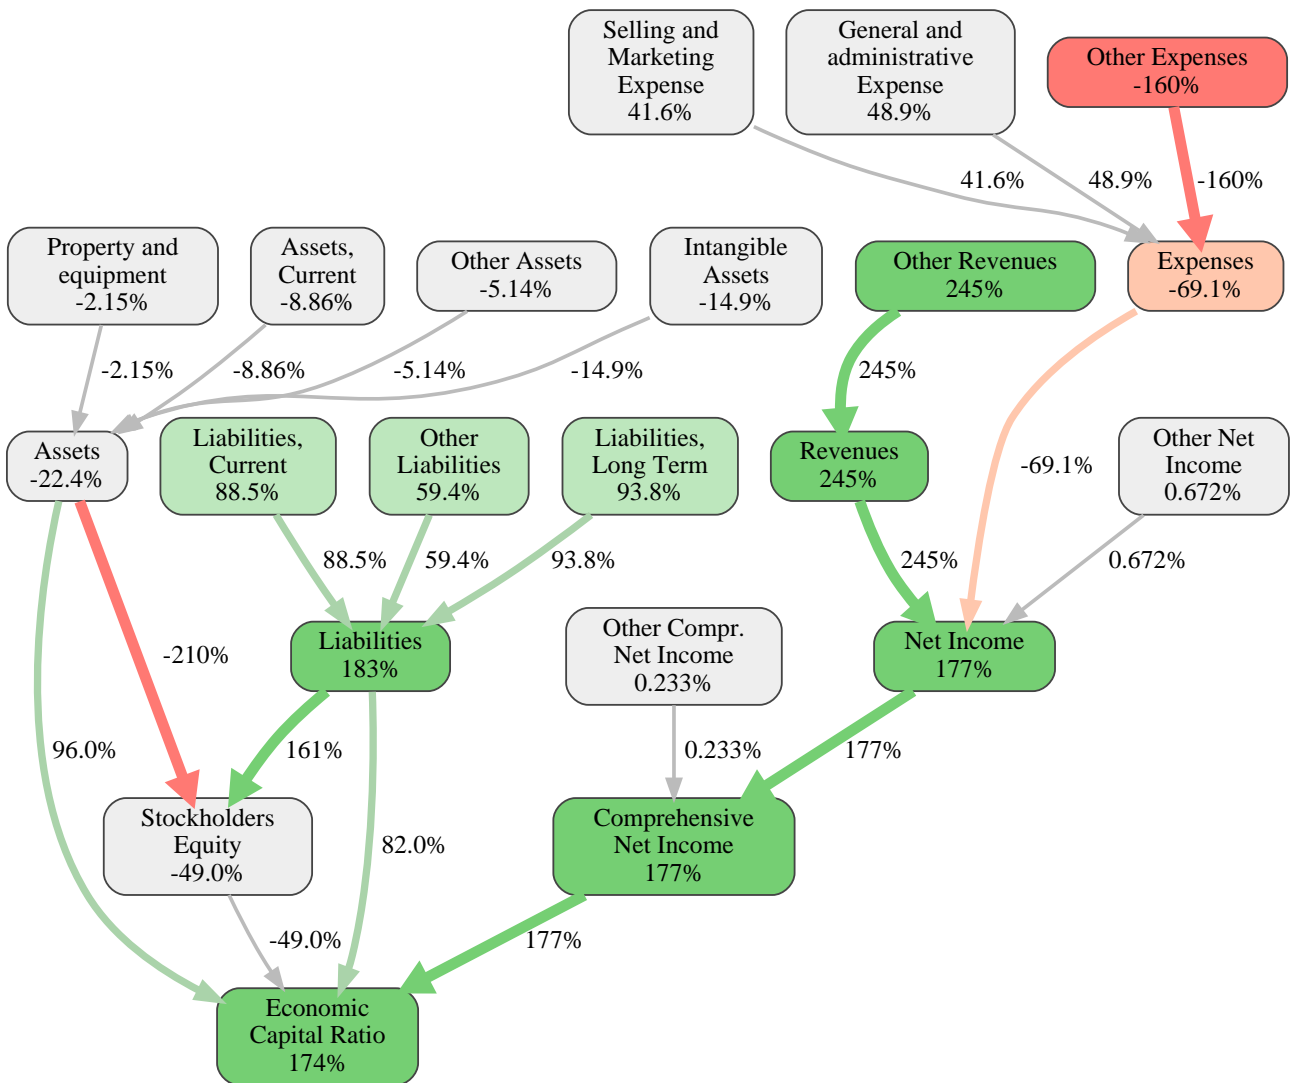 Selling and
Marketing
Expense
41.6%
General and
administrative
Expense
48.9%
Other Expenses
-160%
41.6%
48.9%
-160%
Property and
equipment
-2.15%
Assets,
Current
-8.86%
Other Assets
-5.14%
Intangible
Assets
-14.9%
Other Revenues
245%
Expenses
-69.1%
-2.15%
-8.86%
-5.14%
-14.9%
245%
Assets
-22.4%
Liabilities,
Current
88.5%
Other
Liabilities
59.4%
Liabilities,
Long Term
93.8%
Revenues
245%
-69.1%
Other Net
Income
0.672%
88.5%
59.4%
93.8%
245%
0.672%
-210%
Liabilities
183%
Other Compr.
Net Income
0.233%
Net Income
177%
96.0%
161%
0.233%
177%
Stockholders
Equity
-49.0%
82.0%
Comprehensive
Net Income
177%
-49.0%
177%
Economic
Capital Ratio
174%